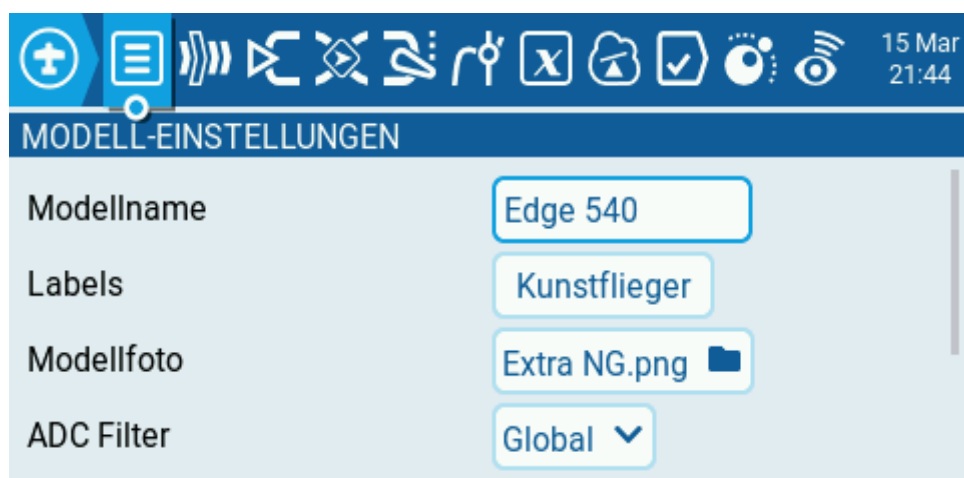 15 Mar
21:44
MODELL-EINSTELLUNGEN
Modellname Edge 540
Labels Kunstflieger
Modellfoto Extra NG.png
ADC Filter Global